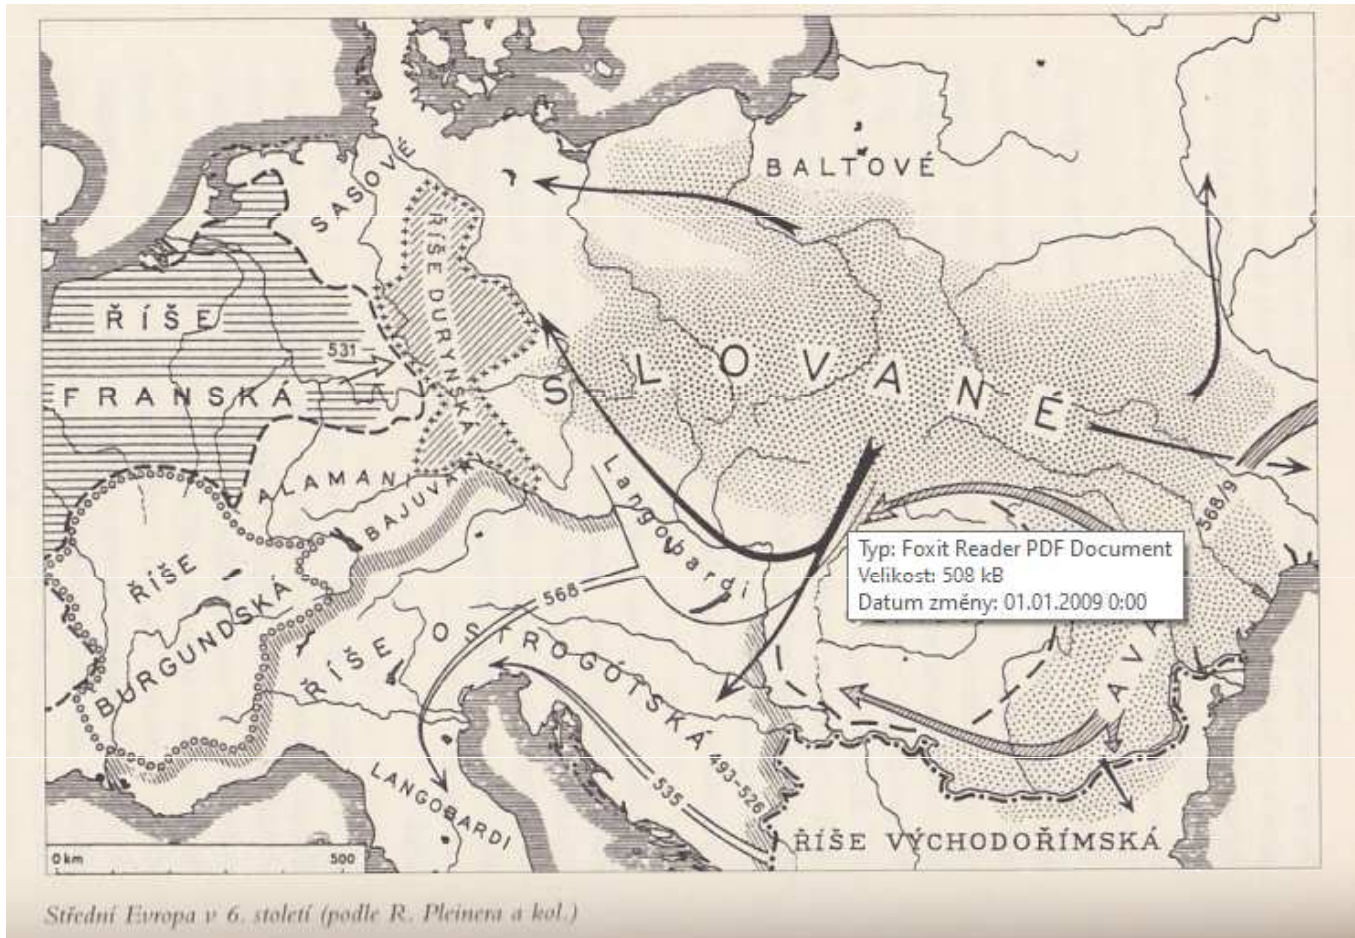 BALTOVÉ
SASOVÉ
ŘÍŠE DURYNSKÁ
ŘÍŠE
FRANSKÁ
531
SLOVANÉ
ALAMANI
BAJUVAŘI
Langobardi
568/9
Typ: Foxit Reader PDF Document
Velikost: 508 kB
Datum změny: 01.01.2009 0:00
ŘÍŠE
BURGUNDSKÁ
568
ŘÍŠE OSTROGÓTSKÁ 493-526
535
LANGOBARDI
ŘÍŠE VÝCHODOŘÍMSKÁ
0 km 500
Střední Evropa v 6. století (podle R. Pleinera a kol.)